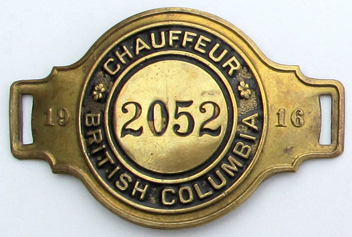 CHAUFFEUR
19 2052 16
BRITISH COLUMBIA